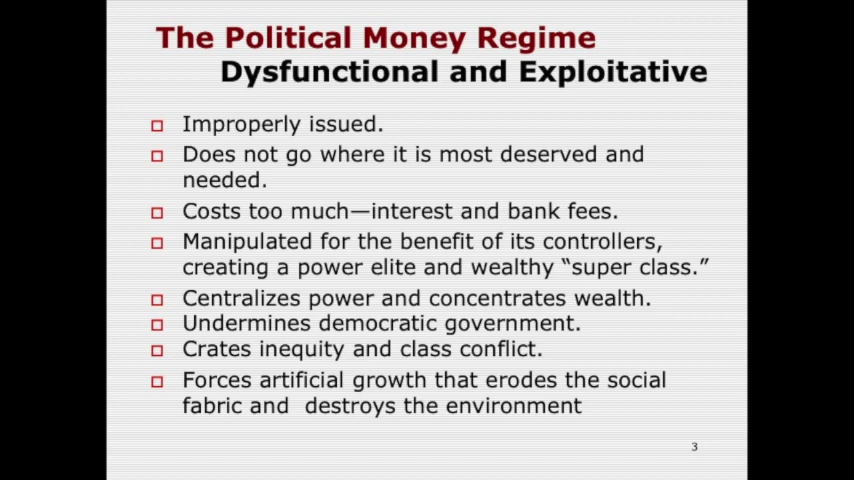 The Political Money Regime
Dysfunctional and Exploitative
Improperly issued.
Does not go where it is most deserved and
needed.
Costs too much—interest and bank fees.
Manipulated for the benefit of its controllers,
creating a power elite and wealthy “super class.”
Centralizes power and concentrates wealth.
Undermines democratic government.
Crates inequity and class conflict.
Forces artificial growth that erodes the social
fabric and  destroys the environment
3